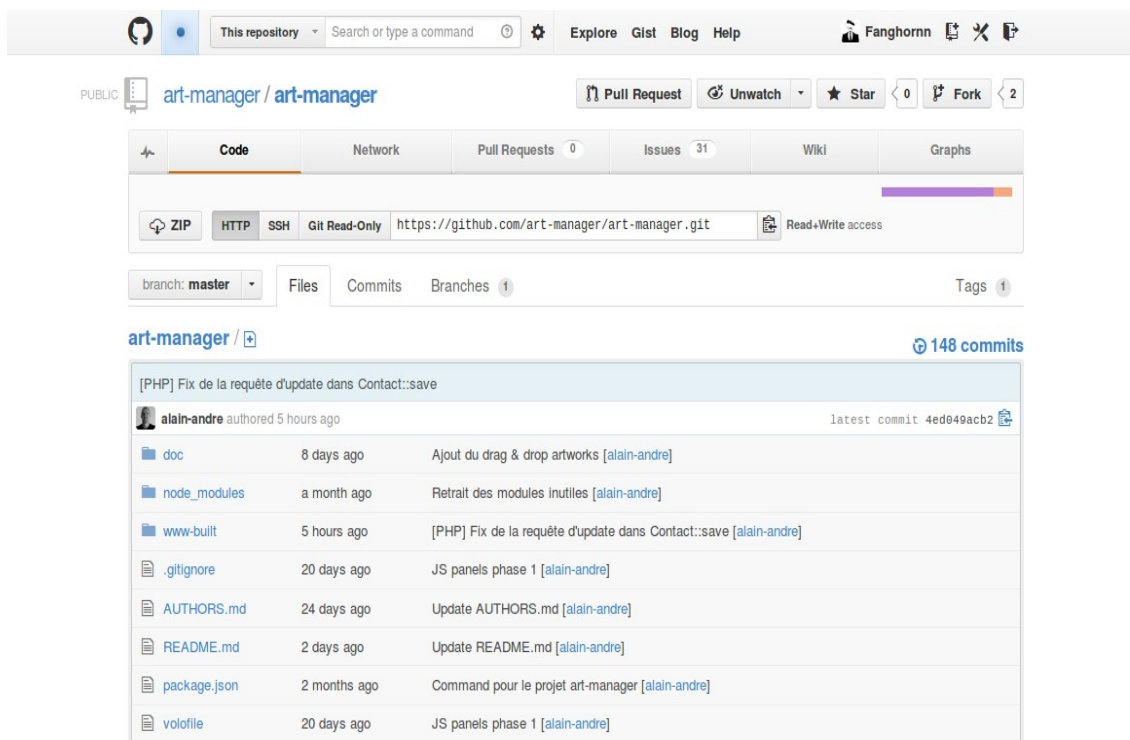 This repository Search or type a command Explore Gist Blog Help Fanghornn
PUBLIC art-manager / art-manager Pull Request Unwatch Star 0 Fork 2
Code Network Pull Requests 0 Issues 31 Wiki Graphs
ZIP HTTP SSH Git Read-Only https://github.com/art-manager/art-manager.git Read+Write access
branch: master Files Commits Branches 1 Tags 1
art-manager / 148 commits
[PHP] Fix de la requête d'update dans Contact::save
alain-andre authored 5 hours ago latest commit 4ed049acb2
doc 8 days ago Ajout du drag & drop artworks [alain-andre]
node_modules a month ago Retrait des modules inutiles [alain-andre]
www-built 5 hours ago [PHP] Fix de la requête d'update dans Contact::save [alain-andre]
.gitignore 20 days ago JS panels phase 1 [alain-andre]
AUTHORS.md 24 days ago Update AUTHORS.md [alain-andre]
README.md 2 days ago Update README.md [alain-andre]
package.json 2 months ago Command pour le projet art-manager [alain-andre]
volofile 20 days ago JS panels phase 1 [alain-andre]